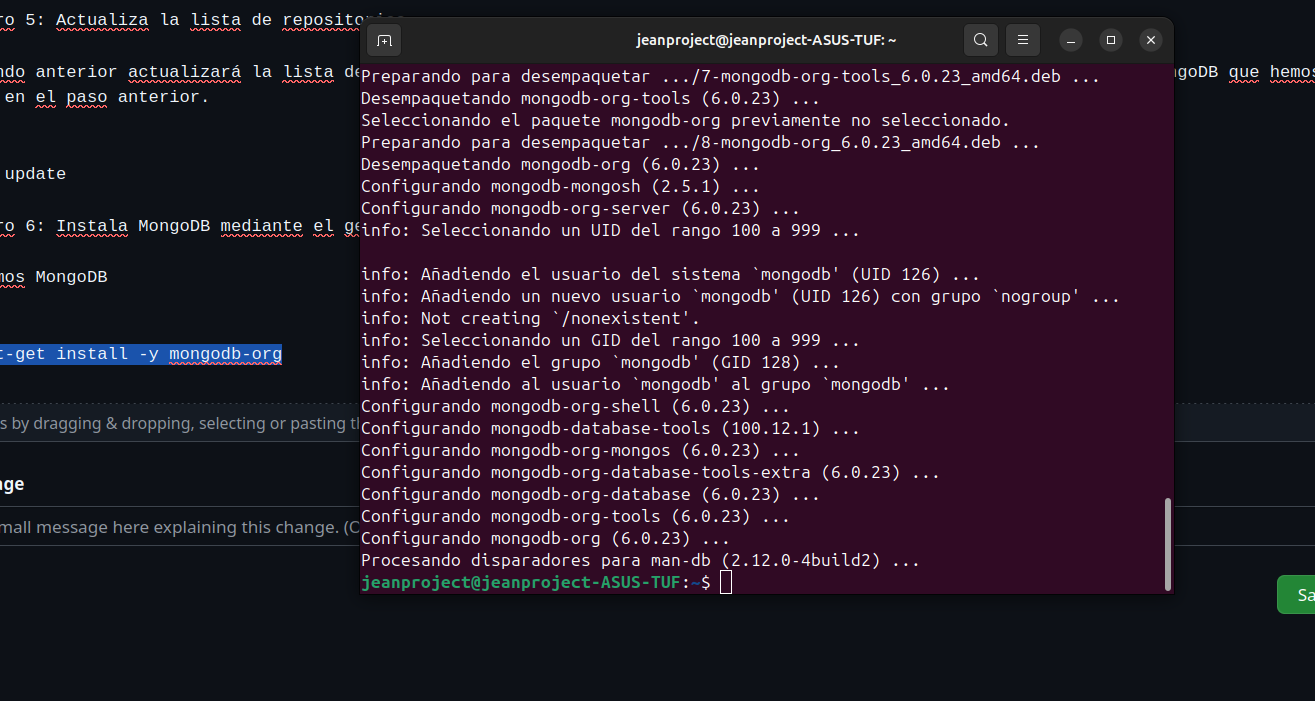 ro 5: Actualiza la lista de repositorios
ndo anterior actualizará la lista de
ngoDB que hemos
en el paso anterior.
update
ro 6: Instala MongoDB mediante el ge
mos MongoDB
t-get install -y mongodb-org
s by dragging & dropping, selecting or pasting th
age
mall message here explaining this change. (O
Sa
jeanproject@jeanproject-ASUS-TUF: ~
Preparando para desempaquetar .../7-mongodb-org-tools_6.0.23_amd64.deb ...
Desempaquetando mongodb-org-tools (6.0.23) ...
Seleccionando el paquete mongodb-org previamente no seleccionado.
Preparando para desempaquetar .../8-mongodb-org_6.0.23_amd64.deb ...
Desempaquetando mongodb-org (6.0.23) ...
Configurando mongodb-mongosh (2.5.1) ...
Configurando mongodb-org-server (6.0.23) ...
info: Seleccionando un UID del rango 100 a 999 ...
info: Añadiendo el usuario del sistema `mongodb' (UID 126) ...
info: Añadiendo un nuevo usuario `mongodb' (UID 126) con grupo `nogroup' ...
info: Not creating `/nonexistent'.
info: Seleccionando un GID del rango 100 a 999 ...
info: Añadiendo el grupo `mongodb' (GID 128) ...
info: Añadiendo al usuario `mongodb' al grupo `mongodb' ...
Configurando mongodb-org-shell (6.0.23) ...
Configurando mongodb-database-tools (100.12.1) ...
Configurando mongodb-org-mongos (6.0.23) ...
Configurando mongodb-org-database-tools-extra (6.0.23) ...
Configurando mongodb-org-database (6.0.23) ...
Configurando mongodb-org-tools (6.0.23) ...
Configurando mongodb-org (6.0.23) ...
Procesando disparadores para man-db (2.12.0-4build2) ...
jeanproject@jeanproject-ASUS-TUF:~$